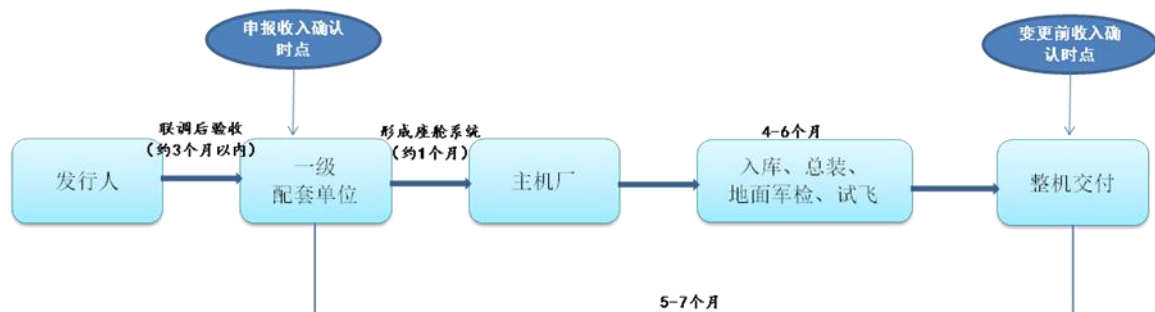 申报收入确认
时点
变更前收入确
认时点
联调后验收
（约3个月以内）
形成座舱系统
（约1个月）
4-6个月
发行人
一级
配套单位
主机厂
入库、总装、
地面军检、试飞
整机交付
5-7个月